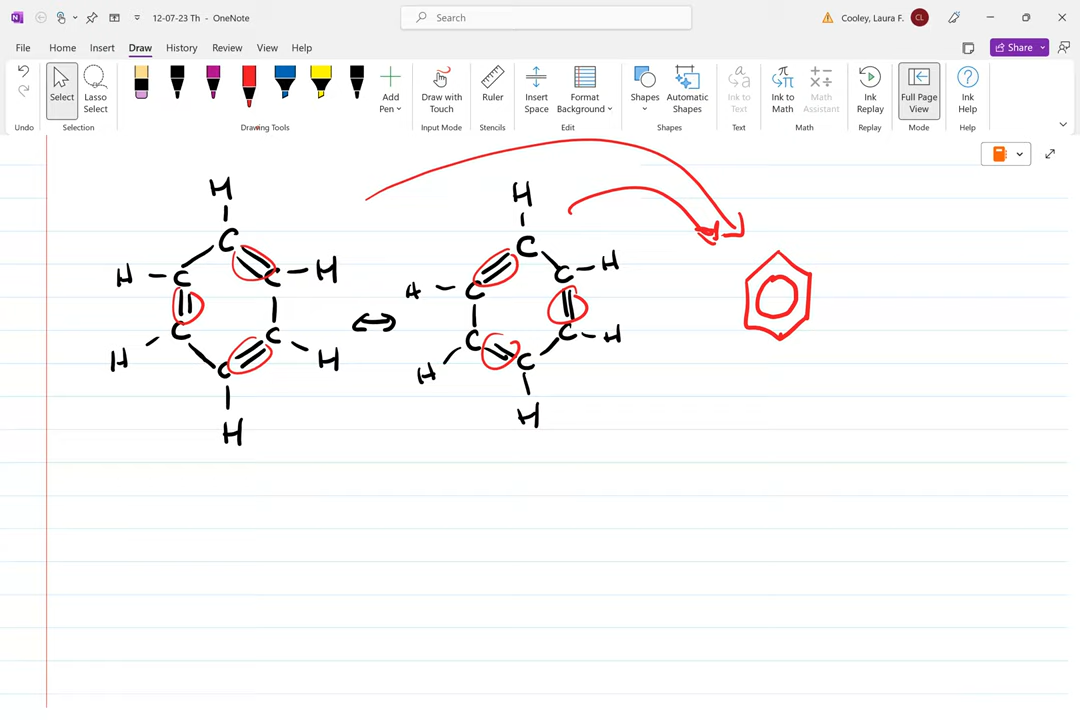 12-07-23 Th - OneNote
Search
Cooley, Laura F.
CL
File Home Insert Draw History Review View Help
Share
Undo
Select
Lasso Select
Selection
Drawing Tools
Add Pen
Draw with Touch
Input Mode
Ruler
Stencils
Insert Space
Format Background
Edit
Shapes
Automatic Shapes
Shapes
Ink to Text
Text
Ink to Math
Math Assistant
Math
Ink Replay
Replay
Full Page View
Mode
Ink Help
Help
H H
C C
H C C H C H
C
C C C C H
H C H H C
H H